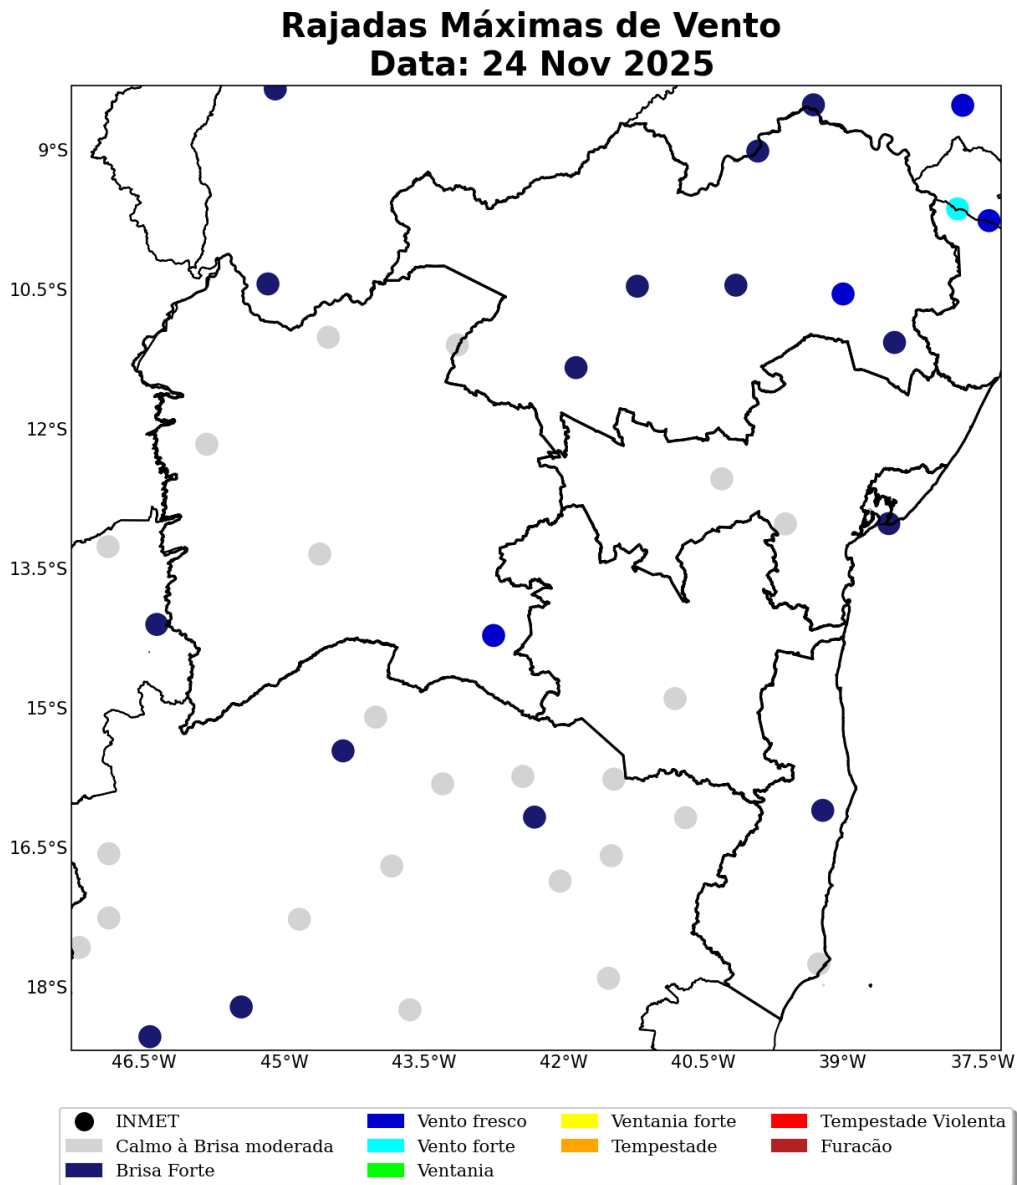 Rajadas Máximas de Vento
Data: 24 Nov 2025
9°S
10.5°S
12°S
13.5°S
15°S
16.5°S
18°S
46.5°W 45°W 43.5°W 42°W 40.5°W 39°W 37.5°W
INMET Vento fresco Ventania forte Tempestade Violenta
Calmo à Brisa moderada Vento forte Tempestade Furacão
Brisa Forte Ventania